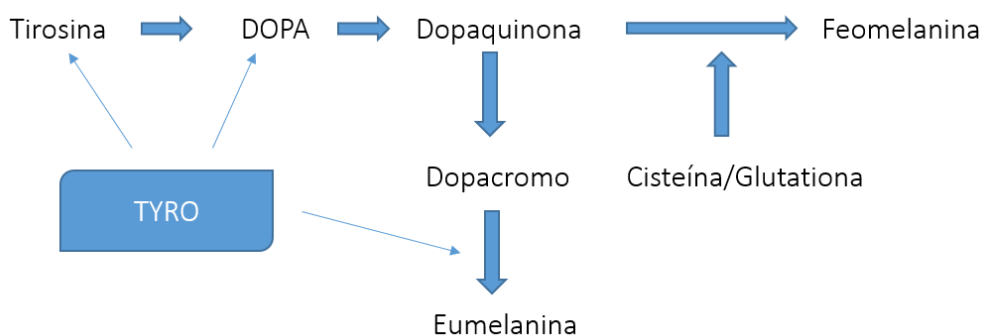 Tirosina
DOPA
Dopaquinona
Feomelanina
Dopacromo
Cisteína/Glutationa
TYRO
Eumelanina